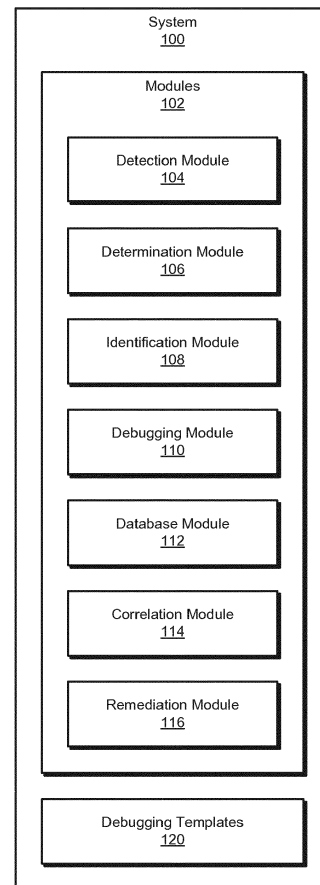 System
100
Modules
102
Detection Module
104
Determination Module
106
Identification Module
108
Debugging Module
110
Database Module
112
Correlation Module
114
Remediation Module
116
Debugging Templates
120